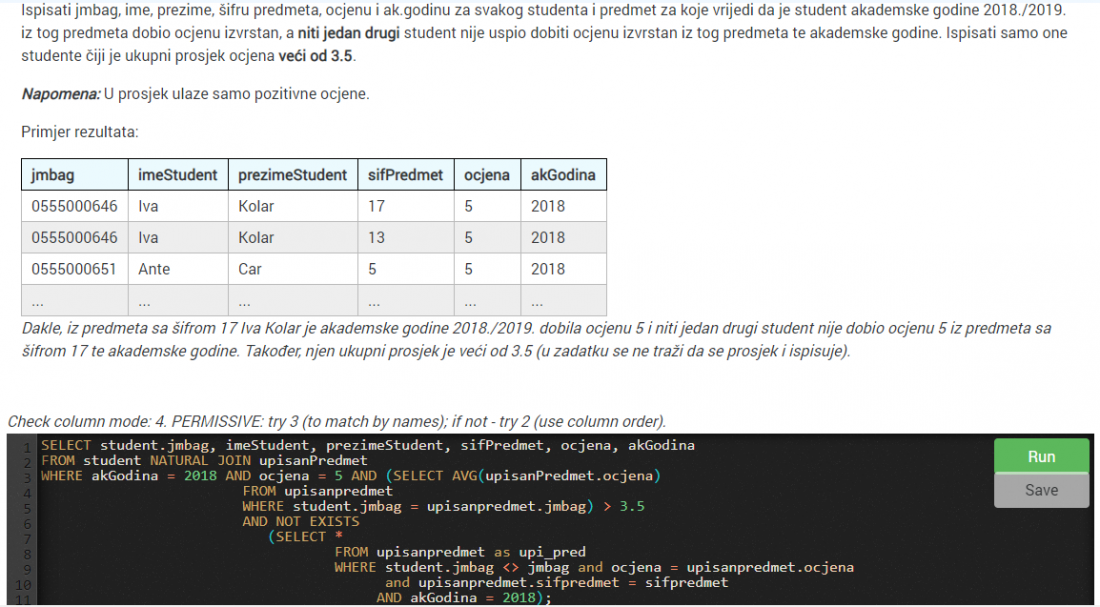 Ispisati jmbag, ime, prezime, šifru predmeta, ocjenu i ak.godinu za svakog studenta i predmet za koje vrijedi da je student akademske godine 2018./2019.
iz tog predmeta dobio ocjenu izvrstan, a niti jedan drugi student nije uspio dobiti ocjenu izvrstan iz tog predmeta te akademske godine. Ispisati samo one
studente čiji je ukupni prosjek ocjena veći od 3.5.
Napomena: U prosjek ulaze samo pozitivne ocjene.
Primjer rezultata:
jmbag imeStudent prezimeStudent sifPredmet ocjena akGodina
0555000646 Iva Kolar 17 5 2018
0555000646 Iva Kolar 13 5 2018
0555000651 Ante Car 5 5 2018
... ... ... ... ... ...
Dakle, iz predmeta sa šifrom 17 Iva Kolar je akademske godine 2018./2019. dobila ocjenu 5 i niti jedan drugi student nije dobio ocjenu 5 iz predmeta sa
šifrom 17 te akademske godine. Također, njen ukupni prosjek je veći od 3.5 (u zadatku se ne traži da se prosjek i ispisuje).
Check column mode: 4. PERMISSIVE: try 3 (to match by names); if not - try 2 (use column order).
1 SELECT student.jmbag, imeStudent, prezimeStudent, sifPredmet, ocjena, akGodina
2 FROM student NATURAL JOIN upisanPredmet
3 WHERE akGodina = 2018 AND ocjena = 5 AND (SELECT AVG(upisanPredmet.ocjena)
4 FROM upisanpredmet
5 WHERE student.jmbag = upisanpredmet.jmbag) > 3.5
6 AND NOT EXISTS
7 (SELECT *
8 FROM upisanpredmet as upi_pred
9 WHERE student.jmbag <> jmbag and ocjena = upisanpredmet.ocjena
10 and upisanpredmet.sifpredmet = sifpredmet
11 AND akGodina = 2018);
Run
Save